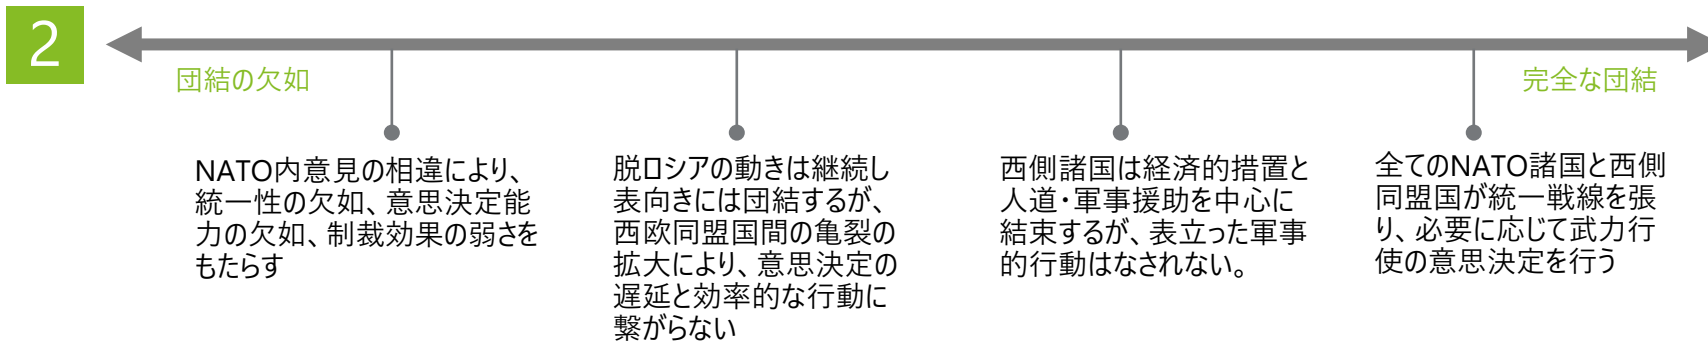 2
団結の欠如
完全な団結
NATO内意見の相違により、
統一性の欠如、意思決定能
力の欠如、制裁効果の弱さを
もたらす
脱ロシアの動きは継続し
表向きには団結するが、
西欧同盟国間の亀裂の
拡大により、意思決定の
遅延と効率的な行動に
繋がらない
西側諸国は経済的措置と
人道・軍事援助を中心に
結束するが、表立った軍事
的行動はなされない。
全てのNATO諸国と西側
同盟国が統一戦線を張
り、必要に応じて武力行
使の意思決定を行う